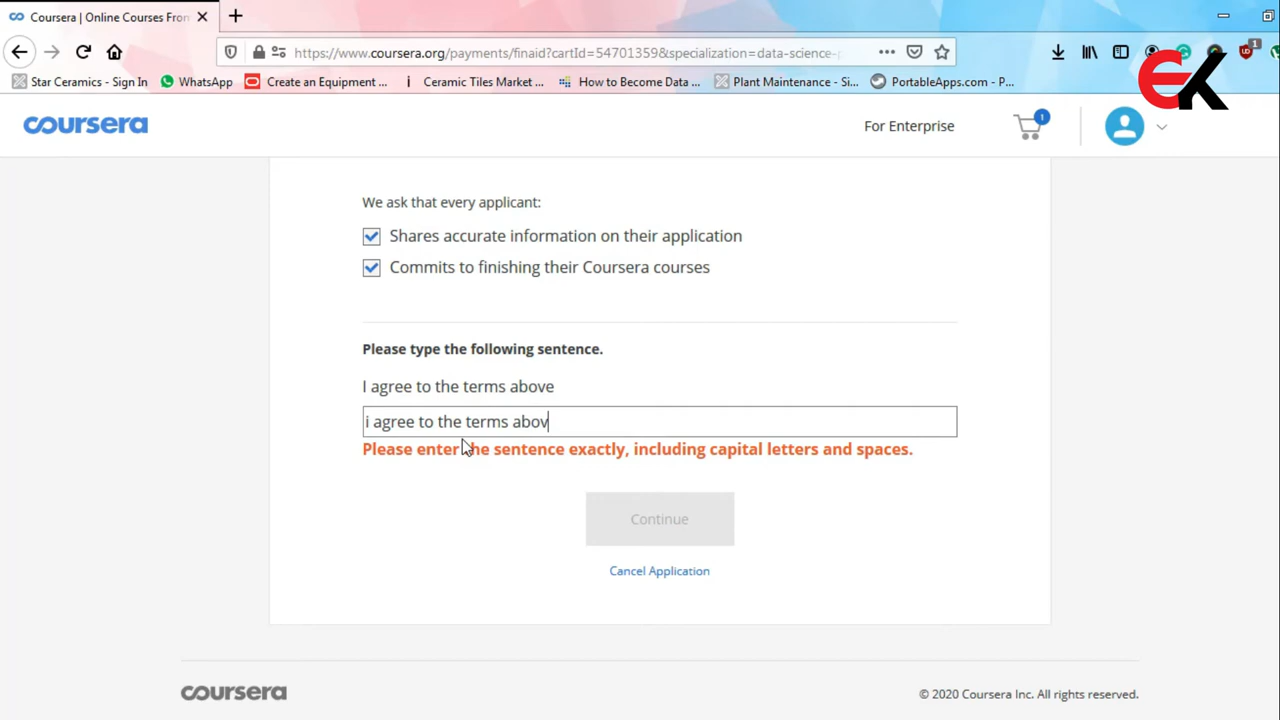 Coursera | Online Courses Fron
https://www.coursera.org/payments/finaid?cartId=54701359&specialization=data-science-
Star Ceramics - Sign In WhatsApp Create an Equipment ... Ceramic Tiles Market ... How to Become Data ... Plant Maintenance - Si... PortableApps.com - P...
EK
coursera For Enterprise 1
We ask that every applicant:
Shares accurate information on their application
Commits to finishing their Coursera courses
Please type the following sentence.
I agree to the terms above
i agree to the terms abov
Please enter the sentence exactly, including capital letters and spaces.
Continue
Cancel Application
coursera © 2020 Coursera Inc. All rights reserved.